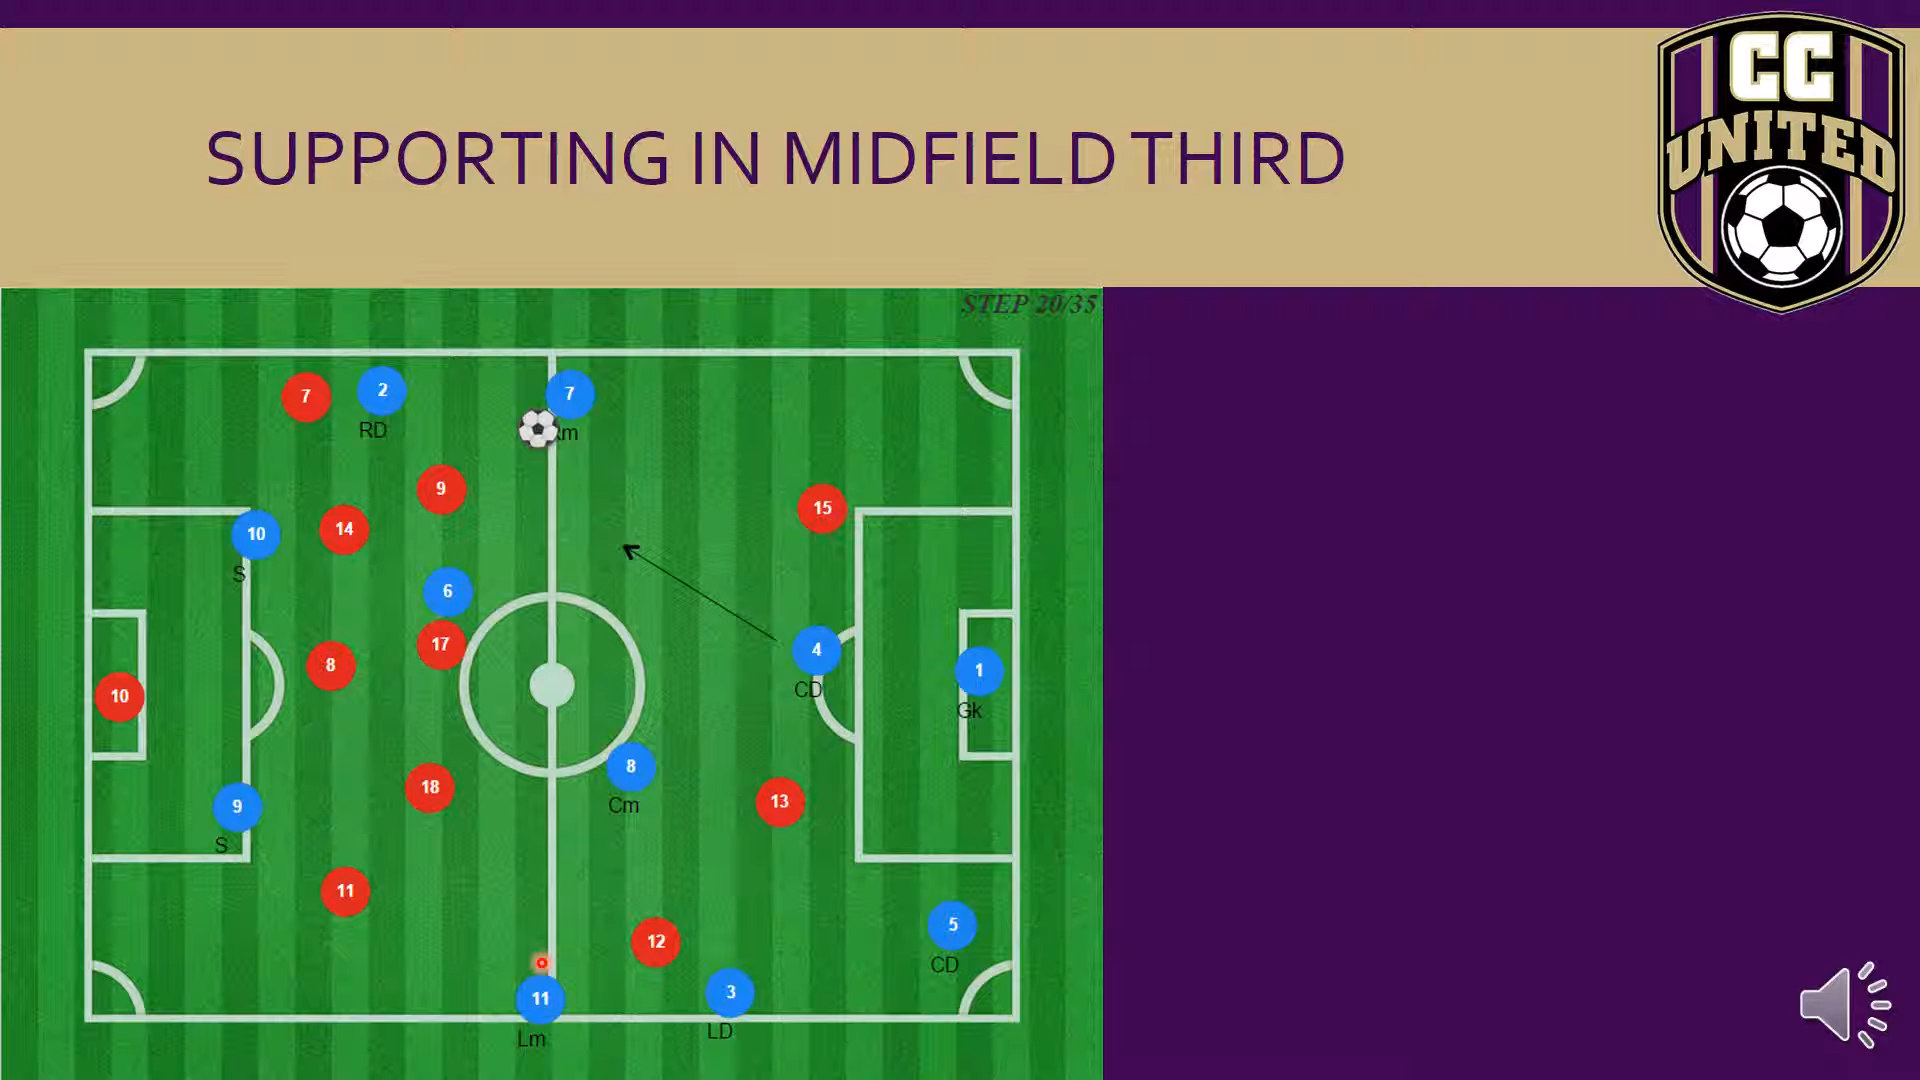 CC
UNITED
SUPPORTING IN MIDFIELD THIRD
STEP 20/35
7
2
RD
7
m
9
15
10
S
14
6
17
8
4
CD
1
Gk
10
8
Cm
18
13
9
S
11
12
5
CD
11
Lm
3
LD